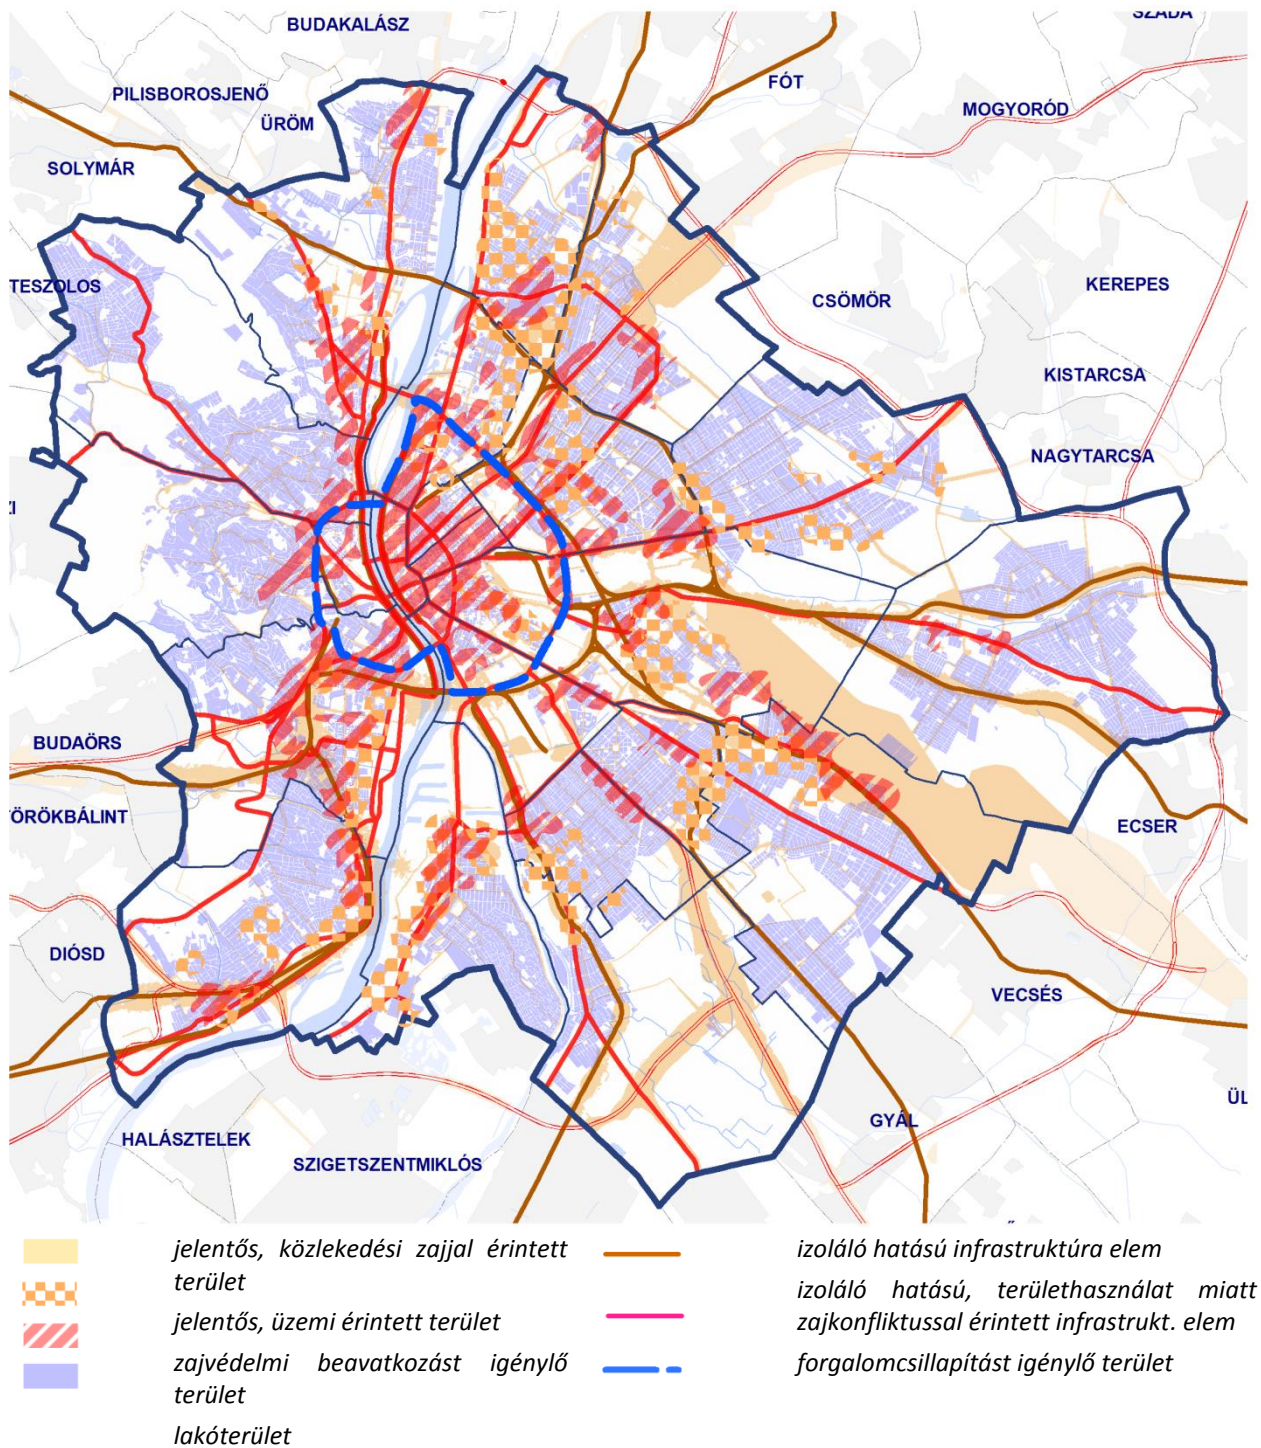 SZADA
BUDAKALÁSZ
FÓT
PILISBOROSJENŐ
MOGYORÓD
ÜRÖM
SOLYMÁR
KEREPES
TESZOLOS
CSÖMÖR
KISTARCSA
NAGYTARCSA
ZI
BUDAÖRS
ÖRÖKBÁLINT
ECSER
DIÓSD
VECSÉS
ÜL
GYÁL
HALÁSZTELEK
SZIGETSZENTMIKLÓS
jelentős, közlekedési zajjal érintett
terület
jelentős, üzemi érintett terület
zajvédelmi beavatkozást igénylő
terület
lakóterület
izoláló hatású infrastruktúra elem
izoláló hatású, területhasználat miatt
zajkonfliktussal érintett infrastrukt. elem
forgalomcsillapítást igénylő terület